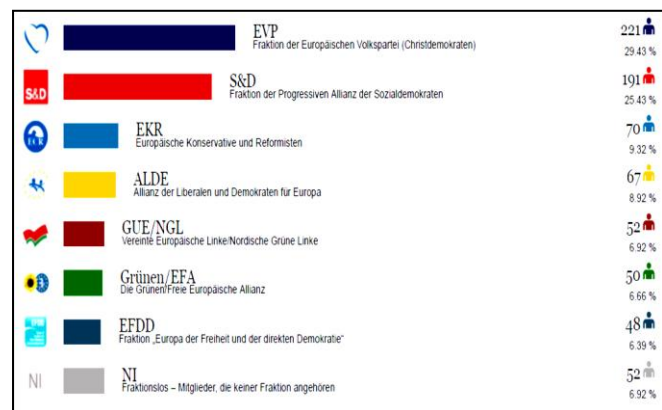 EVP
Fraktion der Europäischen Volkspartei (Christdemokraten)
221
29.43 %
S&D
S&D
Fraktion der Progressiven Allianz der Sozialdemokraten
191
25.43 %
ECR
EKR
Europäische Konservative und Reformisten
70
9.32 %
ALDE
Allianz der Liberalen und Demokraten für Europa
67
8.92 %
GUE/NGL
Vereinte Europäische Linke/Nordische Grüne Linke
52
6.92 %
Grünen/EFA
Die Grünen/Freie Europäische Allianz
50
6.66 %
EFDD
Fraktion „Europa der Freiheit und der direkten Demokratie“
48
6.39 %
NI
NI
Fraktionslos – Mitglieder, die keiner Fraktion angehören
52
6.92 %